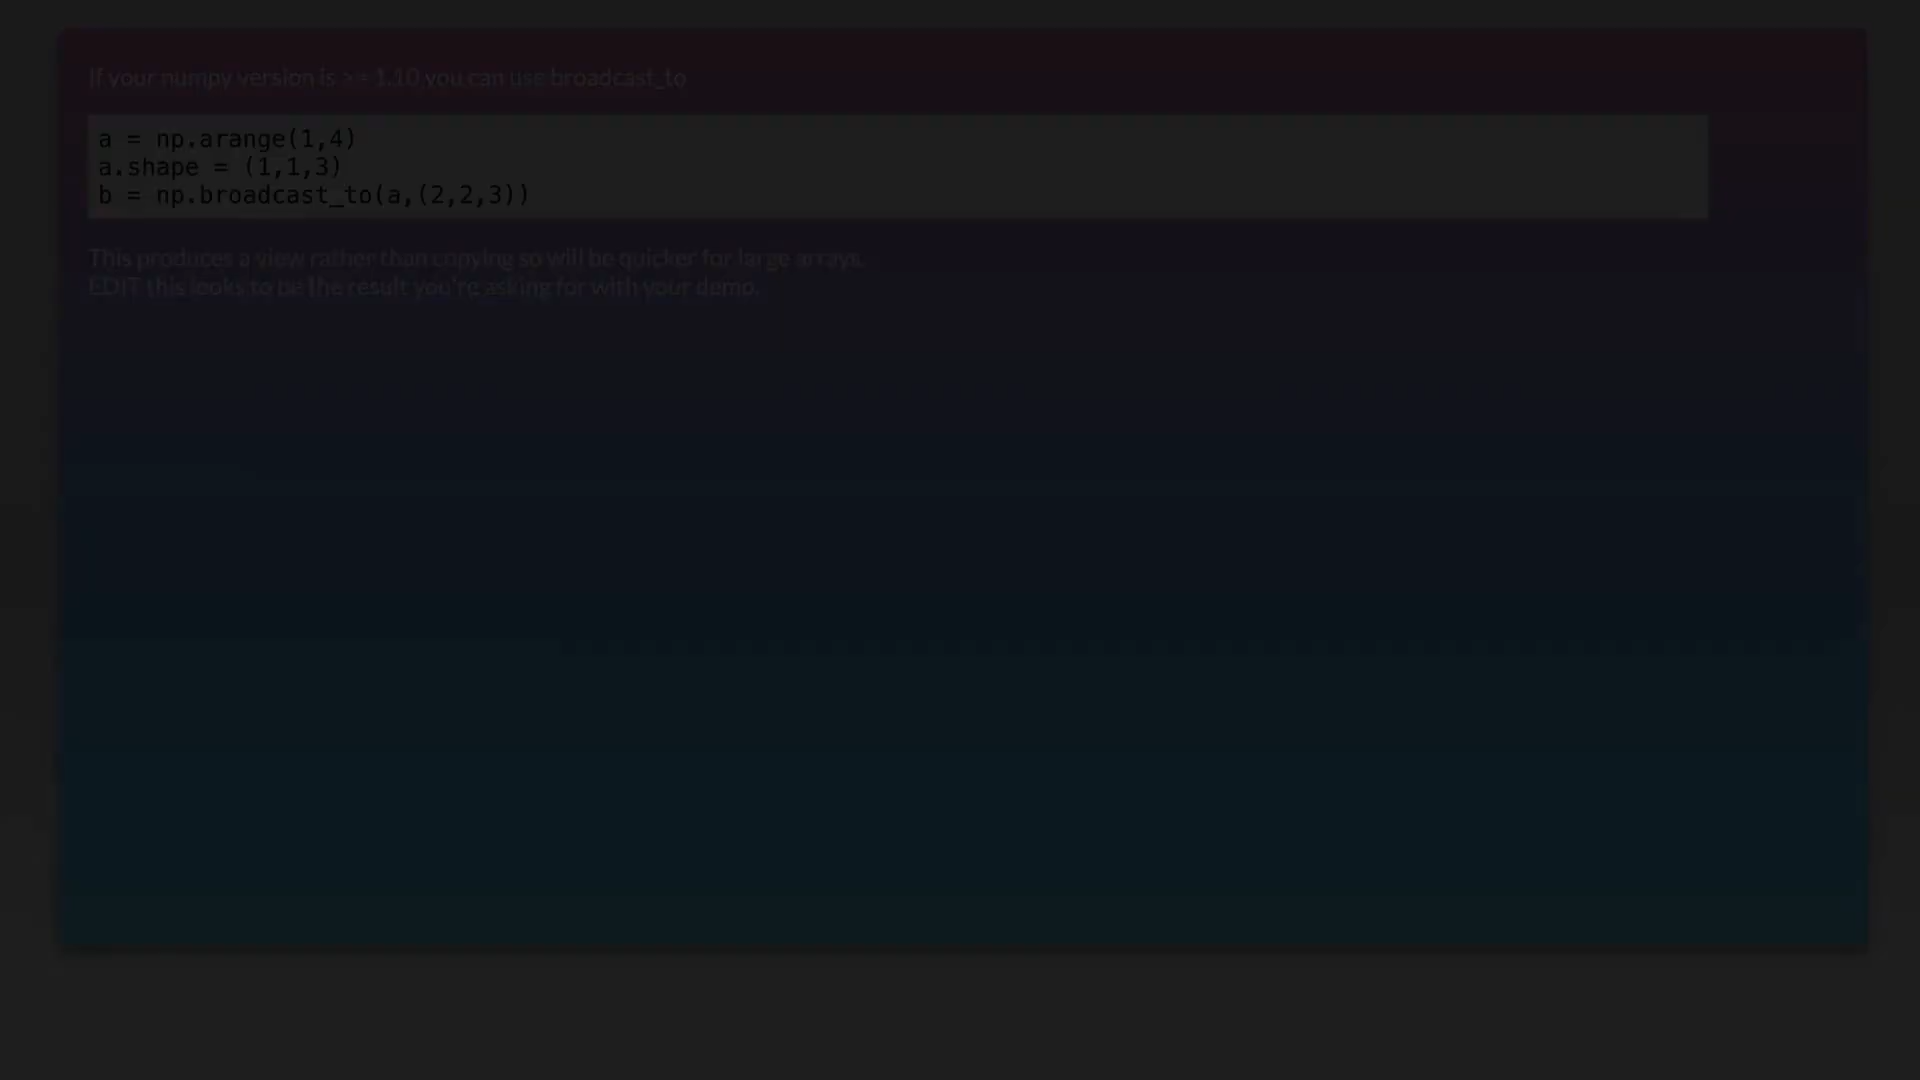 If your numpy version is >= 1.10 you can use broadcast_to
a = np.arange(1,4)
a.shape = (1,1,3)
b = np.broadcast_to(a,(2,2,3))
This produces a view rather than copying so will be quicker for large arrays.
EDIT this looks to be the result you're asking for with your demo.